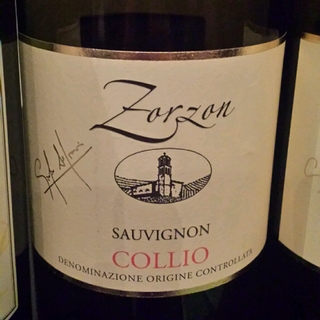 Zorzon
SAUVIGNON
COLLIO
DENOMINAZIONE ORIGINE CONTROLLATA